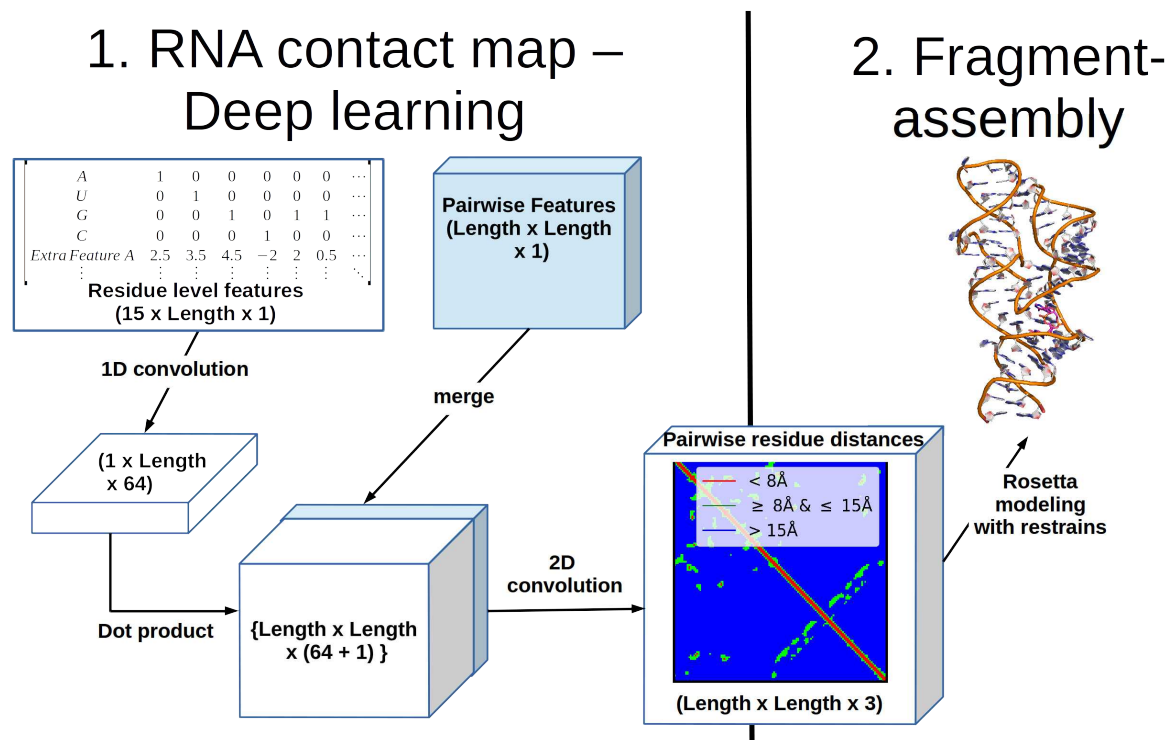 1. RNA contact map –
Deep learning
2. Fragment-
assembly
A 1 0 0 0 0 0 ⋯
U 0 1 0 0 0 0 ⋯
G 0 0 1 0 1 1 ⋯
C 0 0 0 1 0 0 ⋯
Extra Feature A 2.5 3.5 4.5 −2 2 0.5 ⋯
⋮ ⋮ ⋮ ⋮ ⋮ ⋮ ⋮ ⋱
Residue level features
(15 x Length x 1)
Pairwise Features
(Length x Length
x 1)
1D convolution
merge
(1 x Length
x 64)
Dot product
{Length x Length
x (64 + 1) }
2D
convolution
Pairwise residue distances
< 8Å
≥ 8Å & ≤ 15Å
> 15Å
(Length x Length x 3)
Rosetta
modeling
with restrains